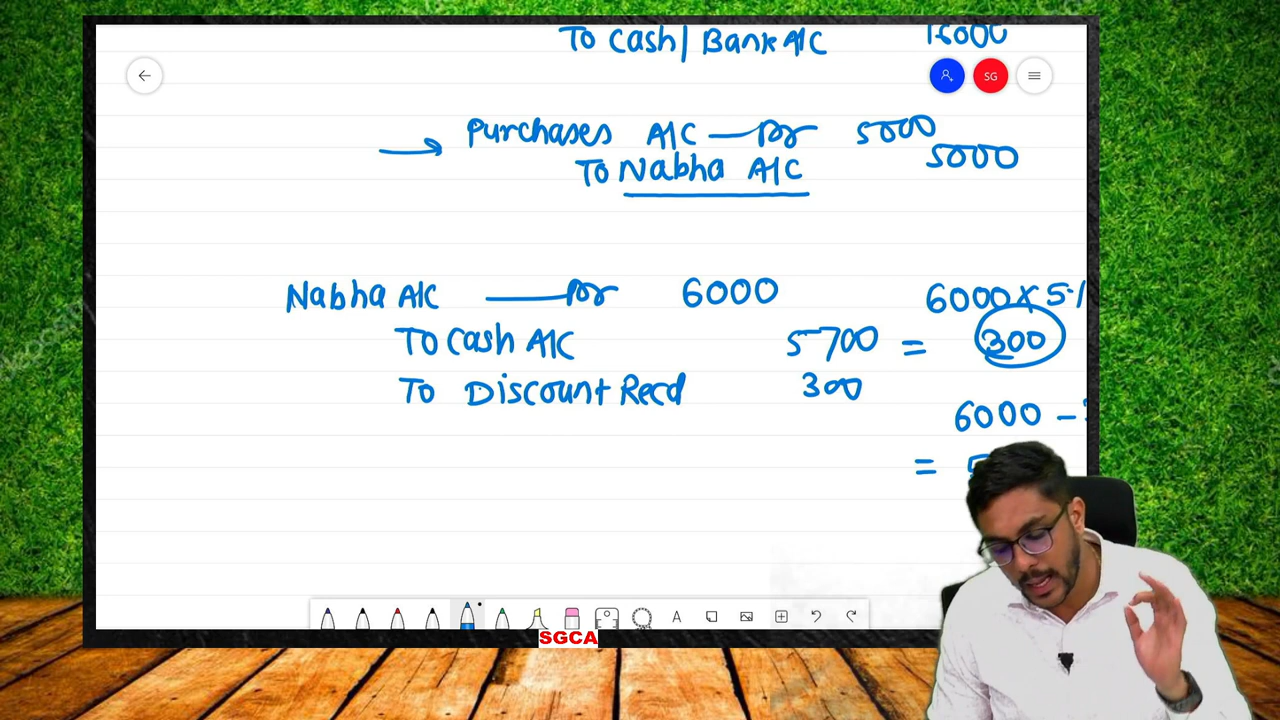 To Cash/Bank A/C 15000
SG
→ Purchases A/C — Dr 5000
To Nabha A/C 5000
Nabha A/C — Dr 6000
To Cash A/C 5700
To Discount Recd 300
6000 × 5%
= 300
6000 -
=
A
SGCA